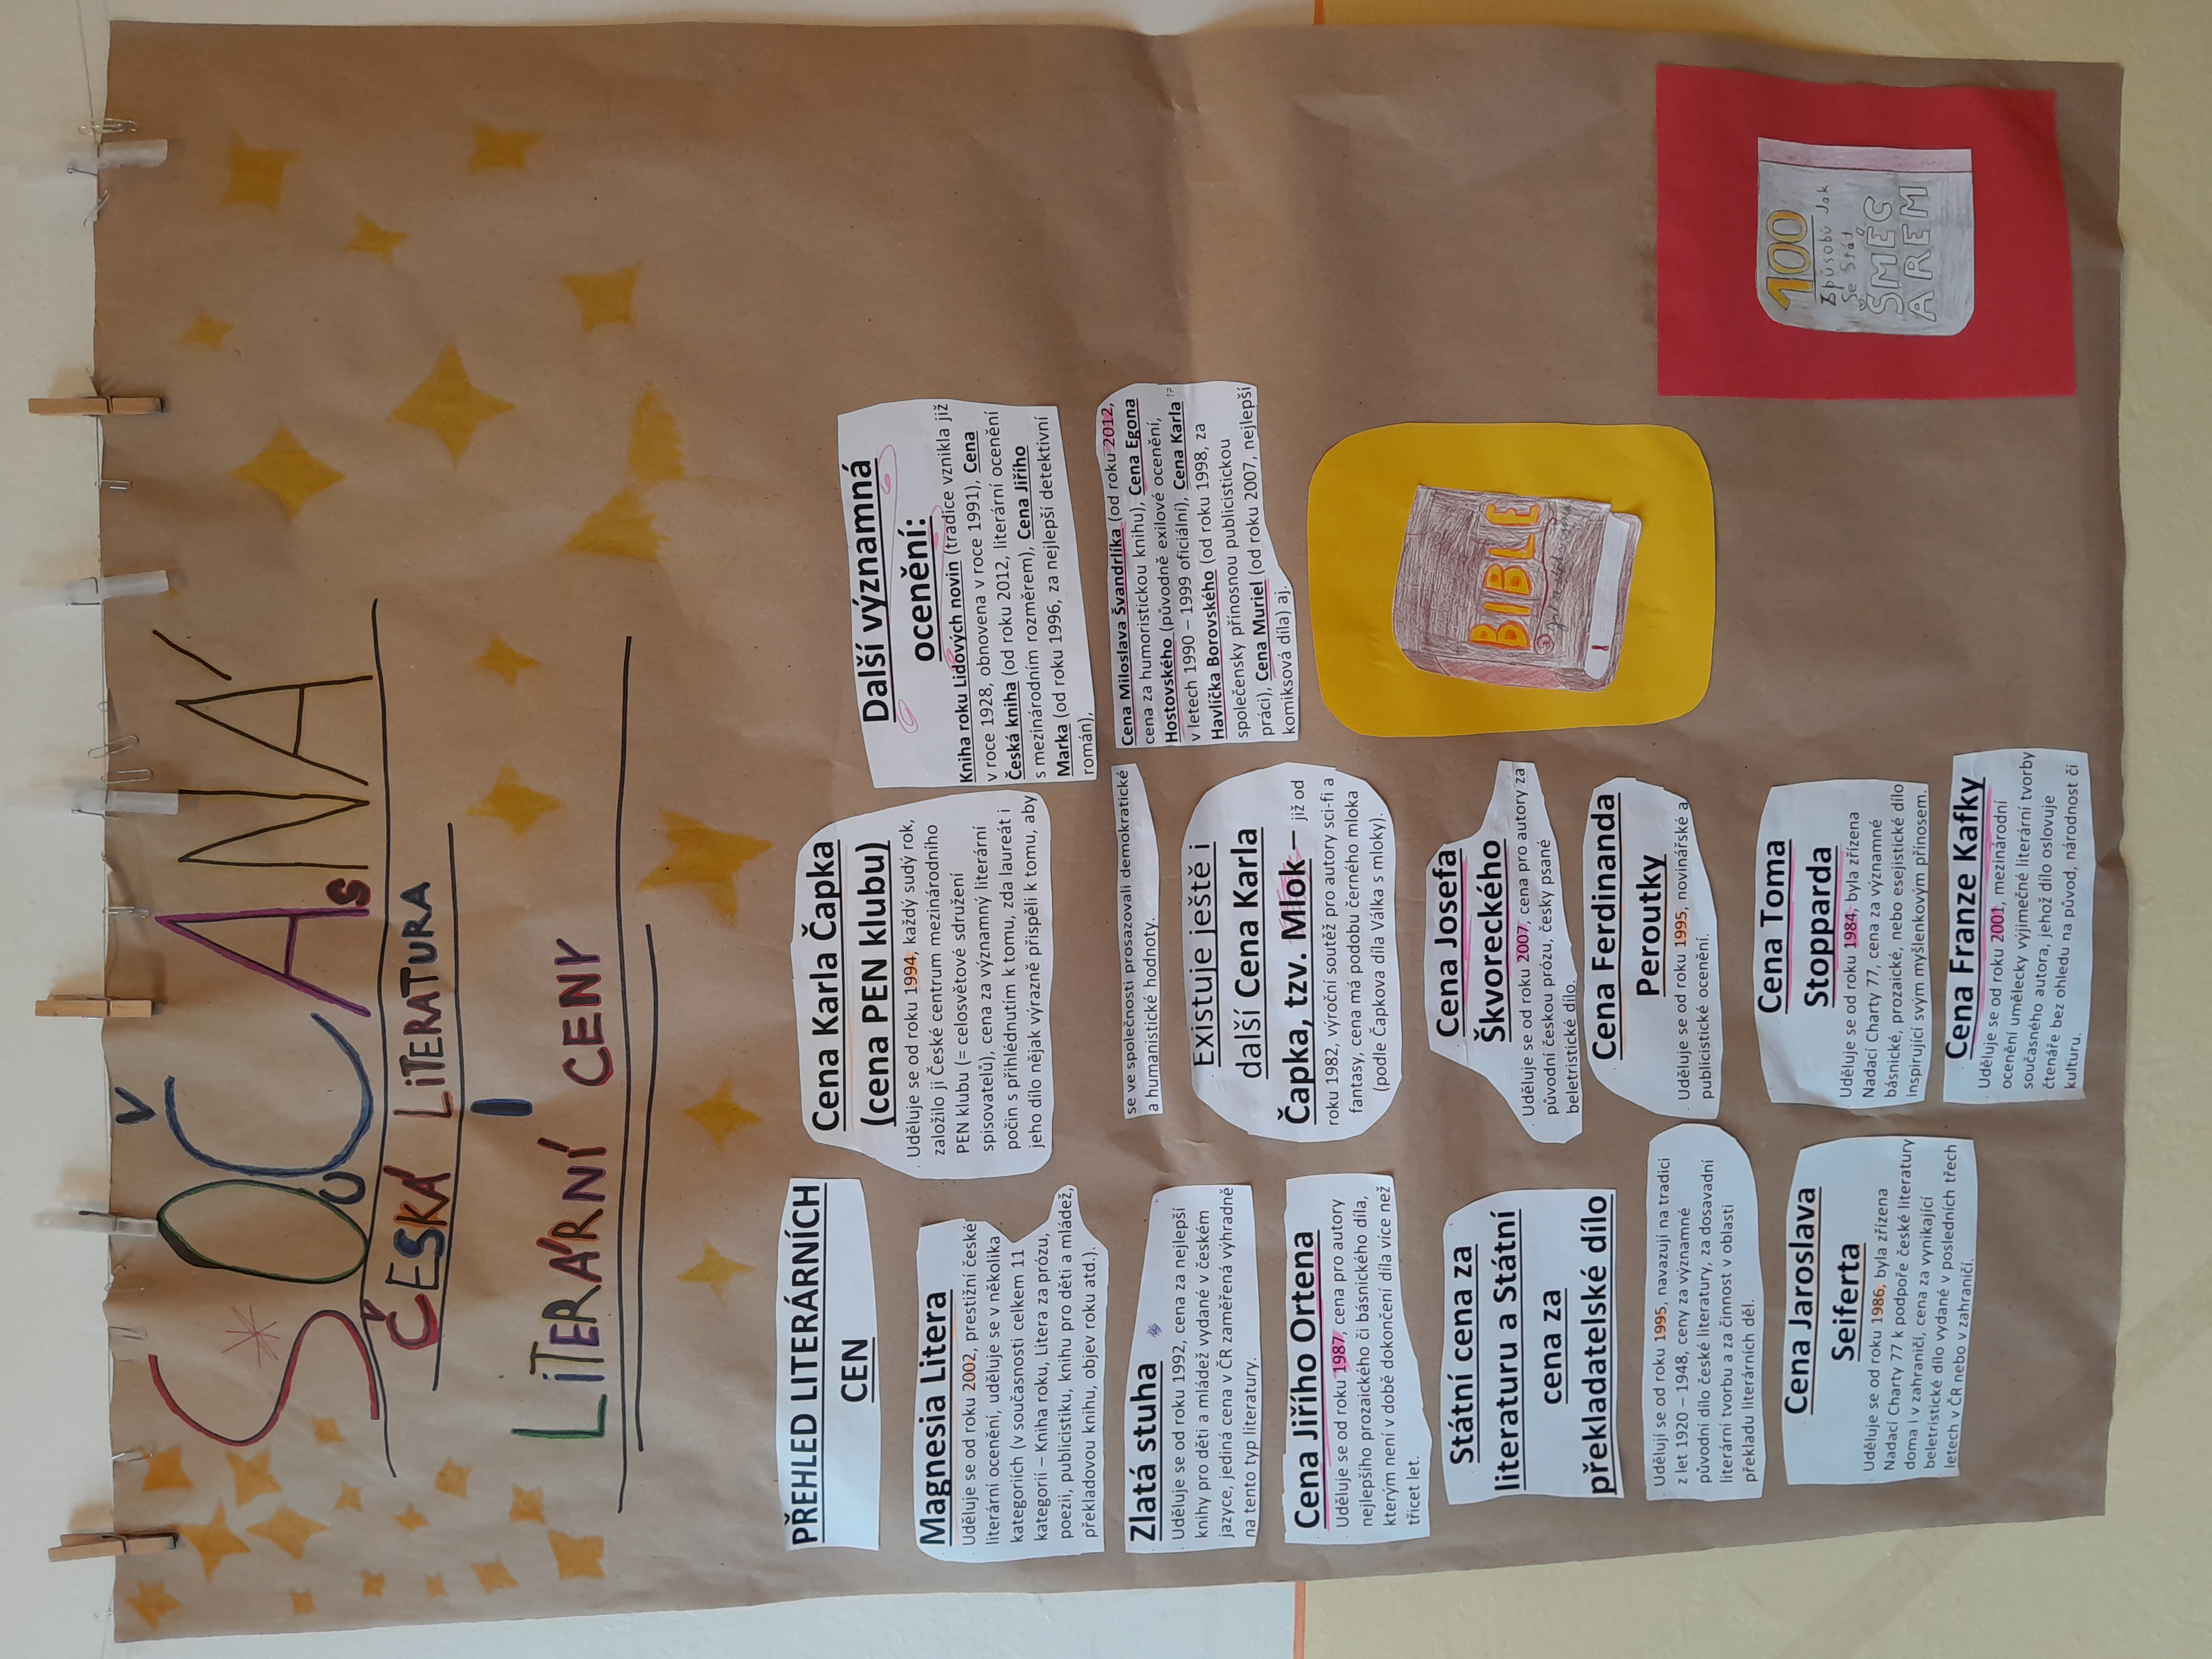 SOUČASNÁ
ČESKÁ LITERATURA
LITERÁRNÍ CENY
PŘEHLED LITERÁRNÍCH
CEN
Magnesia Litera
Uděluje se od roku 2002, prestižní české
literární ocenění, uděluje se v několika
kategoriích (v současnosti celkem 11
kategorií – Kniha roku, Litera za prózu,
poezii, publicistiku, knihu pro děti a mládež,
překladovou knihu, objev roku atd.).
Zlatá stuha
Uděluje se od roku 1992, cena za nejlepší
knihy pro děti a mládež vydané v českém
jazyce, jediná cena v ČR zaměřená výhradně
na tento typ literatury.
Cena Jiřího Ortena
Uděluje se od roku 1987, cena pro autory
nejlepšího prozaického či básnického díla,
kterým není v době dokončení díla více než
třicet let.
Státní cena za
literaturu a Státní
cena za
překladatelské dílo
Udělují se od roku 1995, navazují na tradici
z let 1920 – 1948, ceny za významné
původní dílo české literatury, za dosavadní
literární tvorbu a za činnost v oblasti
překladu literárních děl.
Cena Jaroslava
Seiferta
Uděluje se od roku 1986, byla zřízena
Nadací Charty 77 k podpoře české literatury
doma i v zahraničí, cena za vynikající
beletristické dílo vydané v posledních třech
letech v ČR nebo v zahraničí.
Cena Karla Čapka
(cena PEN klubu)
Uděluje se od roku 1994, každý sudý rok,
založilo ji České centrum mezinárodního
PEN klubu (= celosvětové sdružení
spisovatelů), cena za významný literární
počin s přihlédnutím k tomu, zda laureát i
jeho dílo nějak výrazně přispěli k tomu, aby
se ve společnosti prosazovali demokratické
a humanistické hodnoty.
Existuje ještě i
další Cena Karla
Čapka, tzv. Mlok – již od
roku 1982, výroční soutěž pro autory sci-fi a
fantasy, cena má podobu černého mloka
(podle Čapkova díla Válka s mloky).
Cena Josefa
Škvoreckého
Uděluje se od roku 2007, cena pro autory za
původní českou prózu, česky psané
beletristické dílo.
Cena Ferdinanda
Peroutky
Uděluje se od roku 1995, novinářské a
publicistické ocenění.
Cena Toma
Stopparda
Uděluje se od roku 1984, byla zřízena
Nadací Charty 77, cena za významné
básnické, prozaické, nebo esejistické dílo
inspirující svým myšlenkovým přínosem.
Cena Franze Kafky
Uděluje se od roku 2001, mezinárodní
ocenění umělecky výjimečné literární tvorby
současného autora, jehož dílo oslovuje
čtenáře bez ohledu na původ, národnost či
kulturu.
Další významná
ocenění:
Kniha roku Lidových novin (tradice vznikla již
v roce 1928, obnovena v roce 1991), Cena
Česká kniha (od roku 2012, literární ocenění
s mezinárodním rozměrem), Cena Jiřího
Marka (od roku 1996, za nejlepší detektivní
román),
Cena Miloslava Švandrlíka (od roku 2012,
cena za humoristickou knihu), Cena Egona
Hostovského (původně exilové ocenění,
v letech 1990 – 1999 oficiální), Cena Karla
Havlíčka Borovského (od roku 1998, za
společensky přínosnou publicistickou
práci), Cena Muriel (od roku 2007, nejlepší
komiksová díla) aj.
BIBLE
100
Způsobů Jak
Se Stát
ŠMÉC
AREM